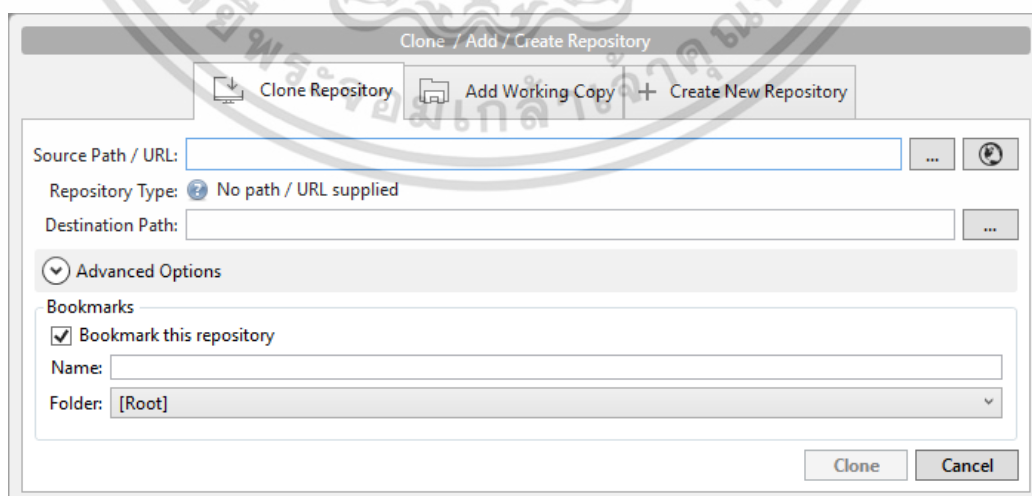 Clone / Add / Create Repository
Clone Repository Add Working Copy Create New Repository
Source Path / URL: ...
Repository Type: No path / URL supplied
Destination Path: ...
Advanced Options
Bookmarks
Bookmark this repository
Name:
Folder: [Root]
Clone Cancel